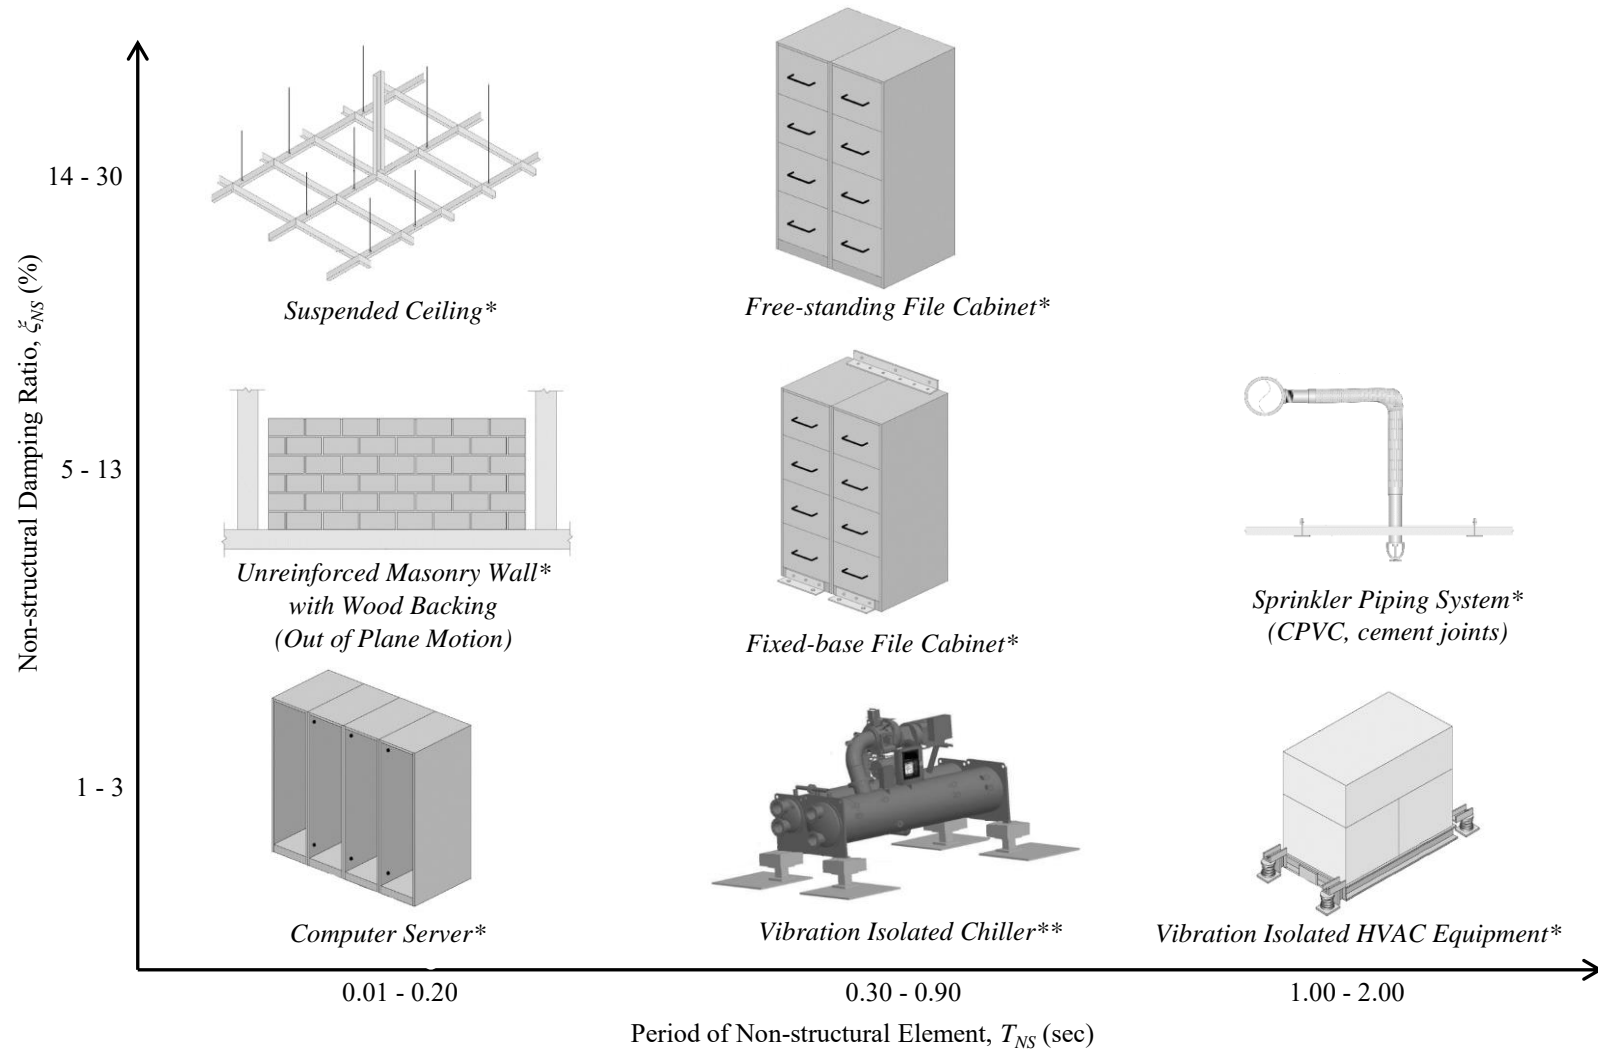 14 - 30
5 - 13
1 - 3
Non-structural Damping Ratio, ξNS (%)
Suspended Ceiling*
Free-standing File Cabinet*
Unreinforced Masonry Wall*
with Wood Backing
(Out of Plane Motion)
Fixed-base File Cabinet*
Sprinkler Piping System*
(CPVC, cement joints)
Computer Server*
Vibration Isolated Chiller**
Vibration Isolated HVAC Equipment*
0.01 - 0.20
0.30 - 0.90
1.00 - 2.00
Period of Non-structural Element, TNS (sec)